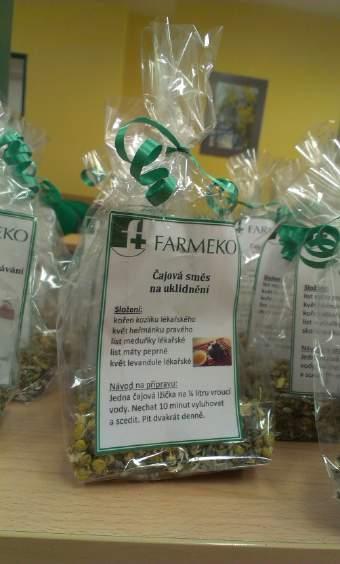 FARMEKO
Čajová směs
na uklidnění
Složení:
kořen kozlíku lékařského
květ heřmánku pravého
list meduňky lékařské
list máty peprné
květ levandule lékařské
Návod na přípravu:
Jedna čajová lžička na ¼ litru vroucí
vody. Nechat 10 minut vyluhovat
a scedit. Pít dvakrát denně.